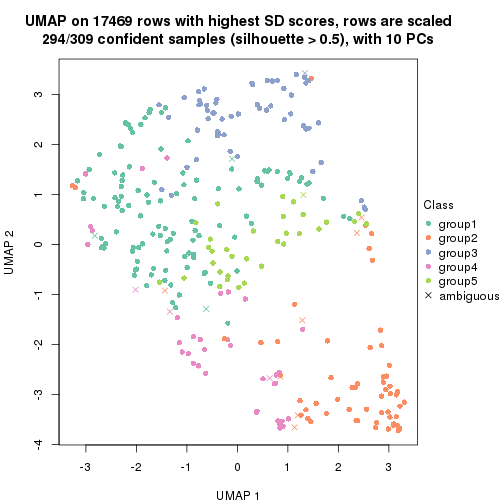 UMAP on 17469 rows with highest SD scores, rows are scaled
294/309 confident samples (silhouette > 0.5), with 10 PCs
3
2
1
0
-1
-2
-3
-4
UMAP 2
-3
-2
-1
0
1
2
3
UMAP 1
Class
group1
group2
group3
group4
group5
ambiguous